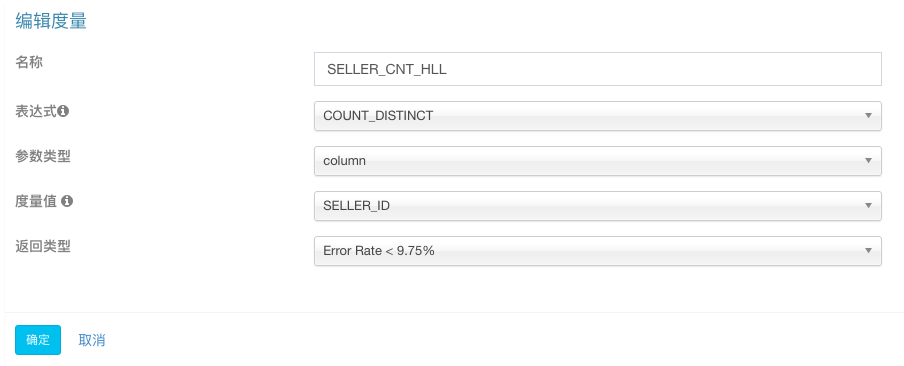 编辑度量
名称
SELLER_CNT_HLL
表达式
COUNT_DISTINCT
参数类型
column
度量值
SELLER_ID
返回类型
Error Rate < 9.75%
确定 取消